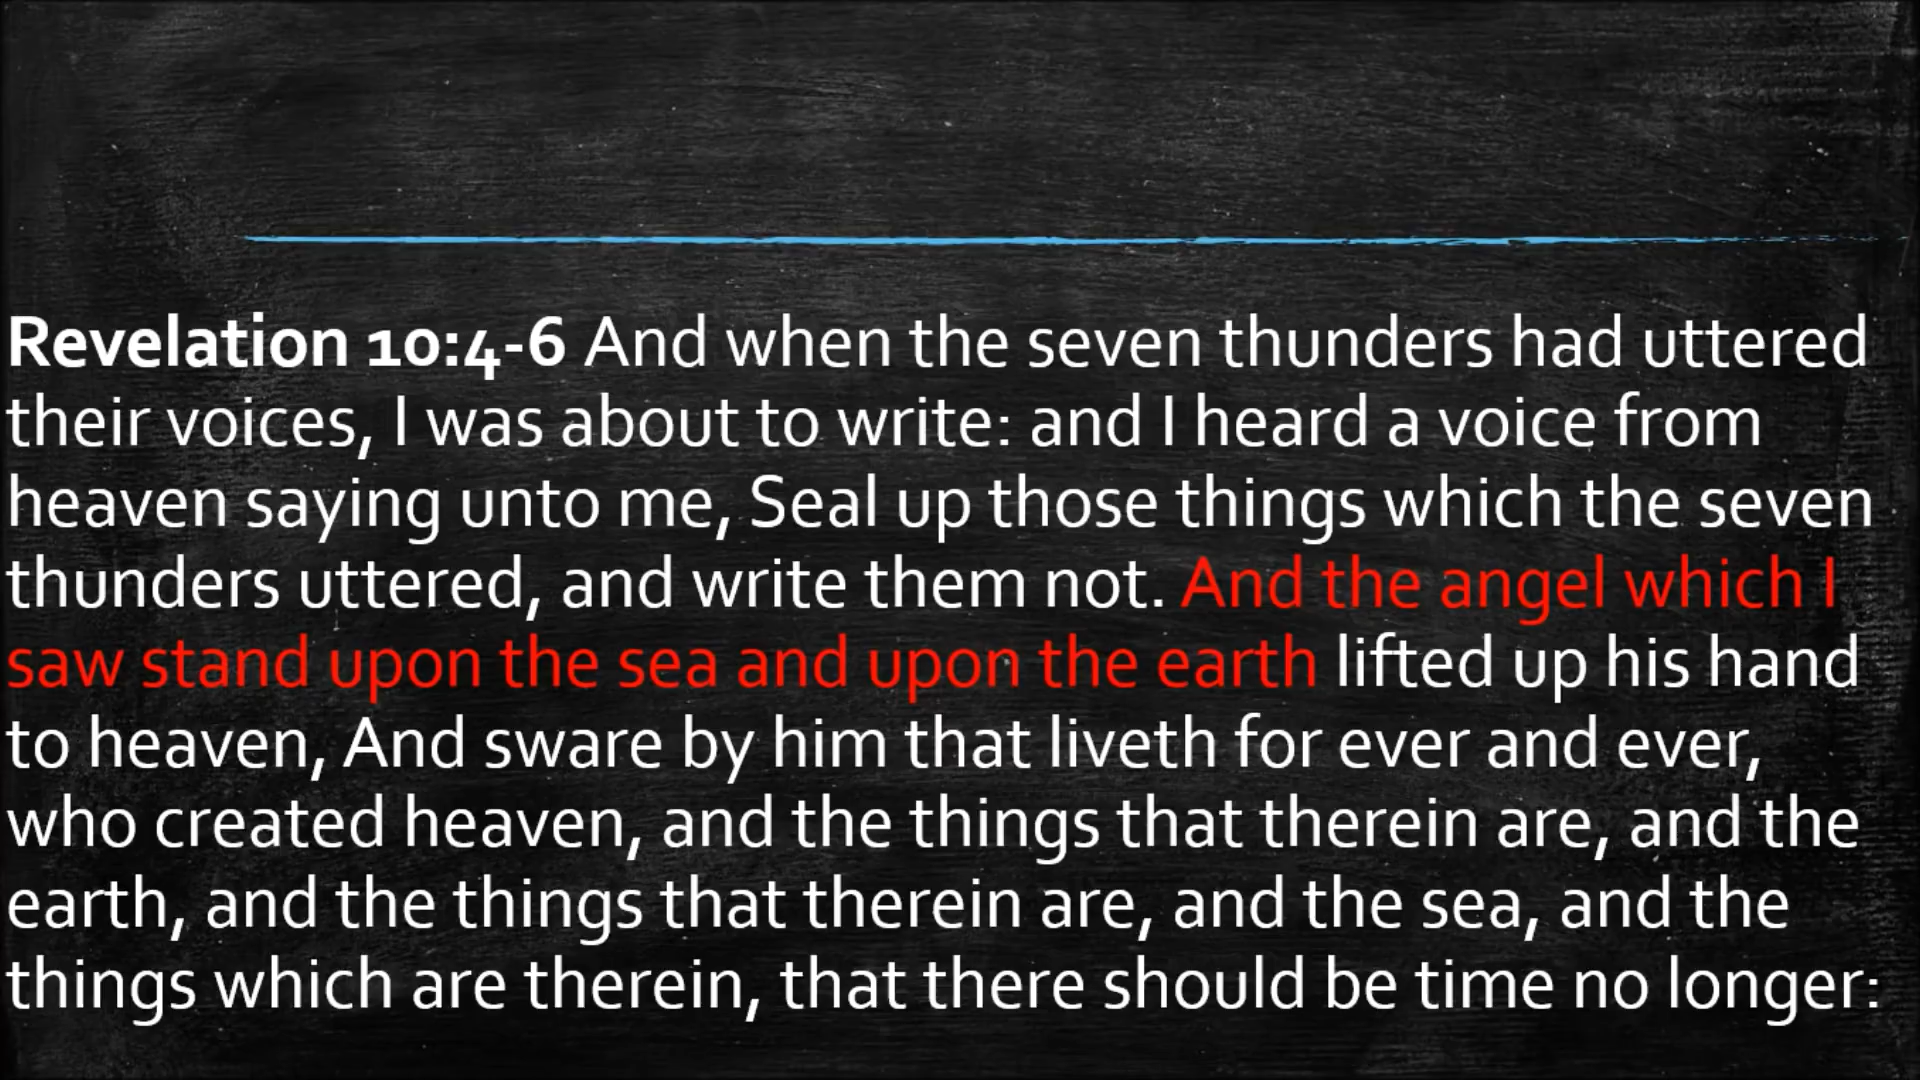 Revelation 10:4-6 And when the seven thunders had uttered
their voices, I was about to write: and I heard a voice from
heaven saying unto me, Seal up those things which the seven
thunders uttered, and write them not. And the angel which I
saw stand upon the sea and upon the earth lifted up his hand
to heaven, And sware by him that liveth for ever and ever,
who created heaven, and the things that therein are, and the
earth, and the things that therein are, and the sea, and the
things which are therein, that there should be time no longer: